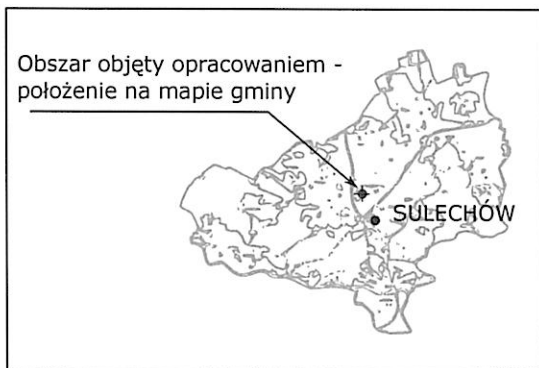 Obszar objęty opracowaniem -
położenie na mapie gminy
SULECHÓW